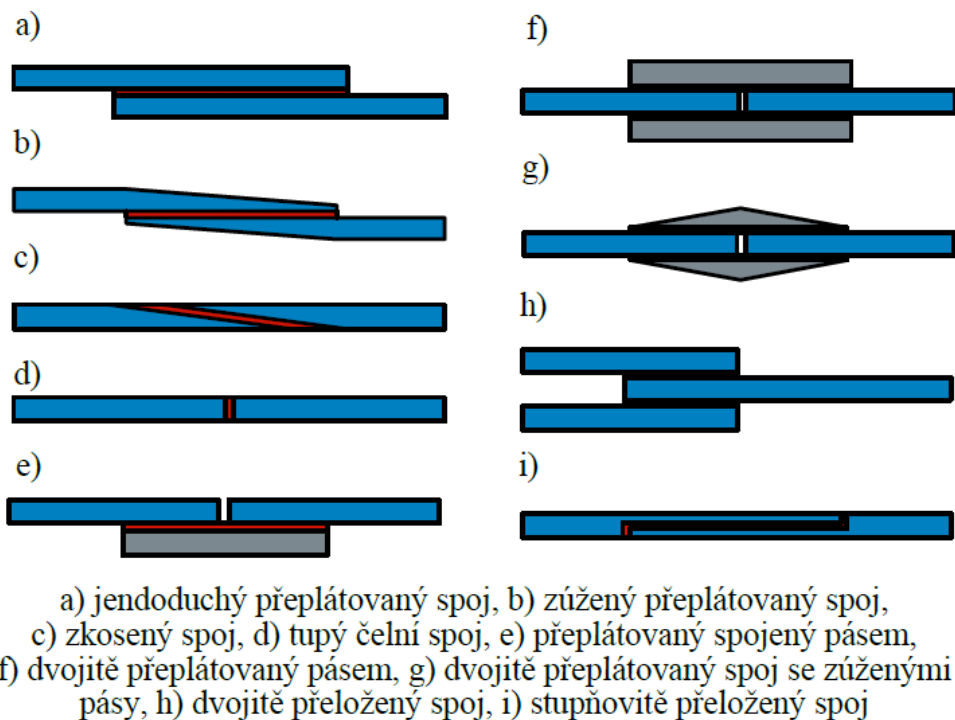 a)
b)
c)
d)
e)
f)
g)
h)
i)
a) jendoduchý přeplátovaný spoj, b) zúžený přeplátovaný spoj,
c) zkosený spoj, d) tupý čelní spoj, e) přeplátovaný spojený pásem,
f) dvojitě přeplátovaný pásem, g) dvojitě přeplátovaný spoj se zúženými
pásy, h) dvojitě přeložený spoj, i) stupňovitě přeložený spoj